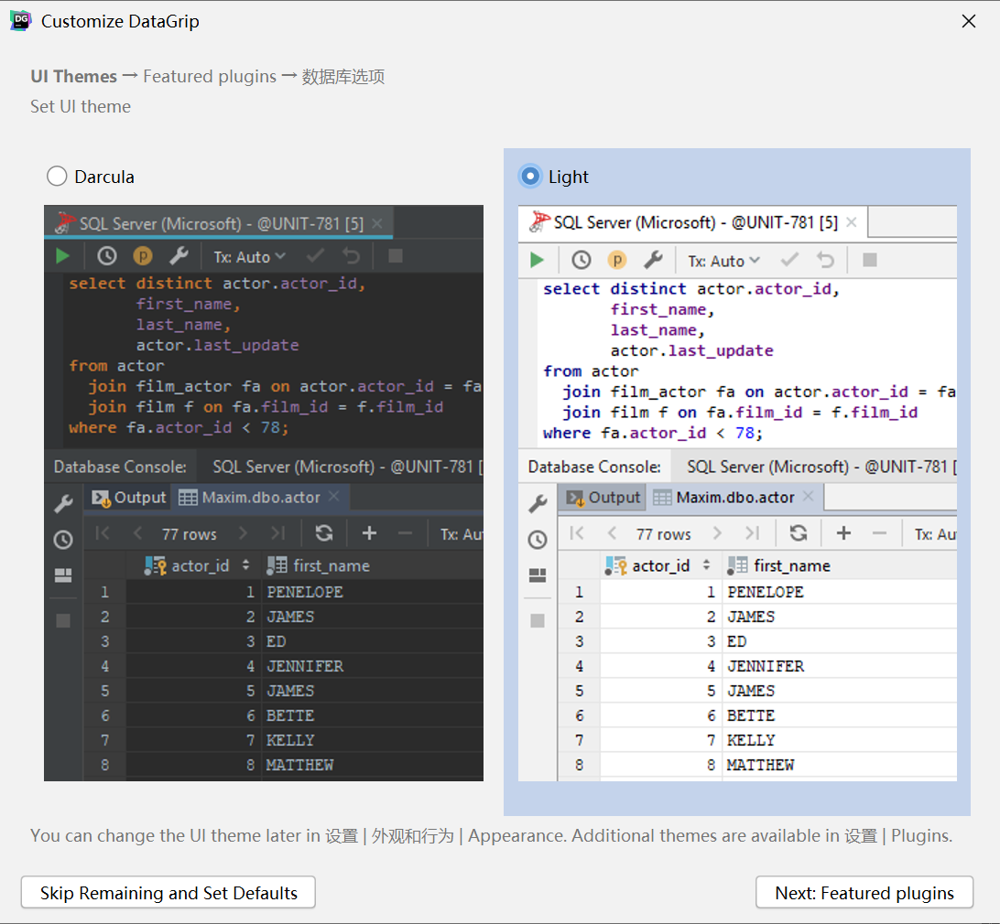 DG Customize DataGrip
UI Themes → Featured plugins → 数据库选项
Set UI theme
Darcula
SQL Server (Microsoft) - @UNIT-781 [5]
p Tx: Auto
select distinct actor.actor_id,
first_name,
last_name,
actor.last_update
from actor
join film_actor fa on actor.actor_id = fa
join film f on fa.film_id = f.film_id
where fa.actor_id < 78;
Database Console: SQL Server (Microsoft) - @UNIT-781 [
Output Maxim.dbo.actor
77 rows Tx: Au
actor_id first_name
1 1 PENELOPE
2 2 JAMES
3 3 ED
4 4 JENNIFER
5 5 JAMES
6 6 BETTE
7 7 KELLY
8 8 MATTHEW
Light
SQL Server (Microsoft) - @UNIT-781 [5]
p Tx: Auto
select distinct actor.actor_id,
first_name,
last_name,
actor.last_update
from actor
join film_actor fa on actor.actor_id = fa
join film f on fa.film_id = f.film_id
where fa.actor_id < 78;
Database Console: SQL Server (Microsoft) - @UNIT-781 [
Output Maxim.dbo.actor
77 rows Tx: Au
actor_id first_name
1 1 PENELOPE
2 2 JAMES
3 3 ED
4 4 JENNIFER
5 5 JAMES
6 6 BETTE
7 7 KELLY
8 8 MATTHEW
You can change the UI theme later in 设置 | 外观和行为 | Appearance. Additional themes are available in 设置 | Plugins.
Skip Remaining and Set Defaults
Next: Featured plugins